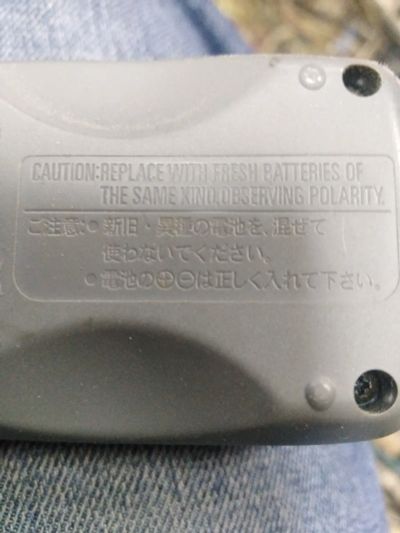 CAUTION:REPLACE WITH FRESH BATTERIES OF
THE SAME KIND,OBSERVING POLARITY.
ご注意:●新旧・異種の電池を、混ぜて
使わないでください。
●電池の⊕⊖は正しく入れて下さい。